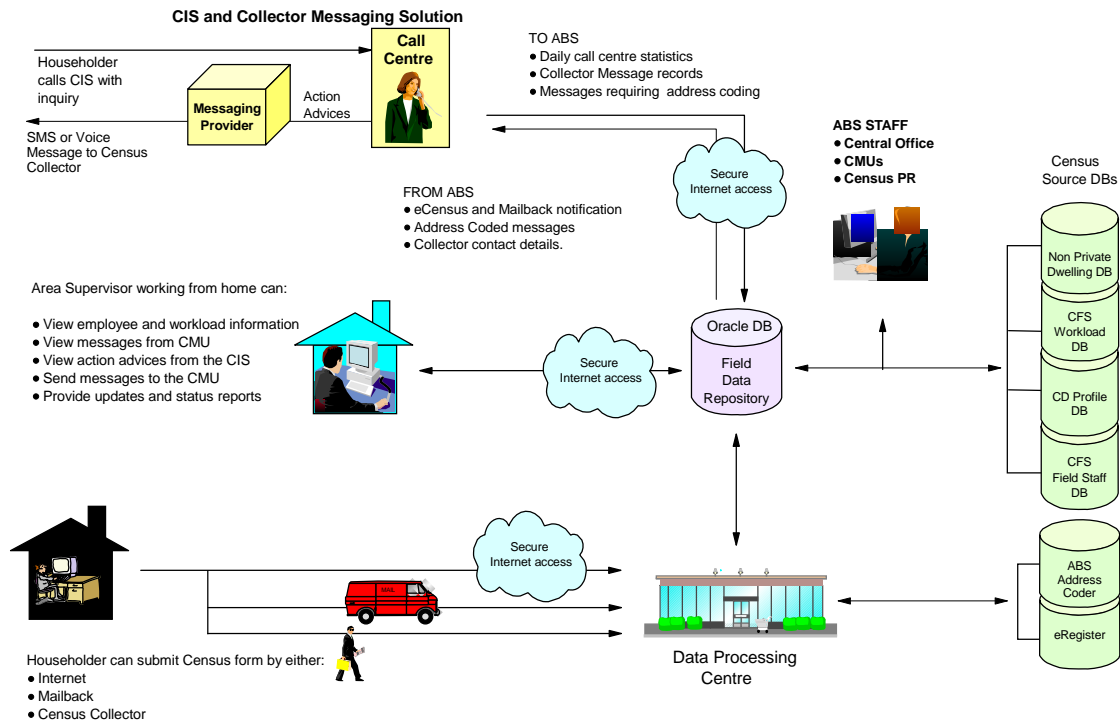 CIS and Collector Messaging Solution
Householder
calls CIS with
inquiry
Messaging
Provider
Action
Advices
Call
Centre
SMS or Voice
Message to Census
Collector
TO ABS
● Daily call centre statistics
● Collector Message records
● Messages requiring address coding
FROM ABS
● eCensus and Mailback notification
● Address Coded messages
● Collector contact details.
Secure
Internet access
ABS STAFF
● Central Office
● CMUs
● Census PR
Census
Source DBs
Non Private
Dwelling DB
CFS
Workload
DB
CD Profile
DB
CFS
Field Staff
DB
Area Supervisor working from home can:
● View employee and workload information
● View messages from CMU
● View action advices from the CIS
● Send messages to the CMU
● Provide updates and status reports
Secure
Internet access
Oracle DB
Field
Data
Repository
Secure
Internet access
MAIL
Householder can submit Census form by either:
● Internet
● Mailback
● Census Collector
Data Processing
Centre
ABS
Address
Coder
eRegister